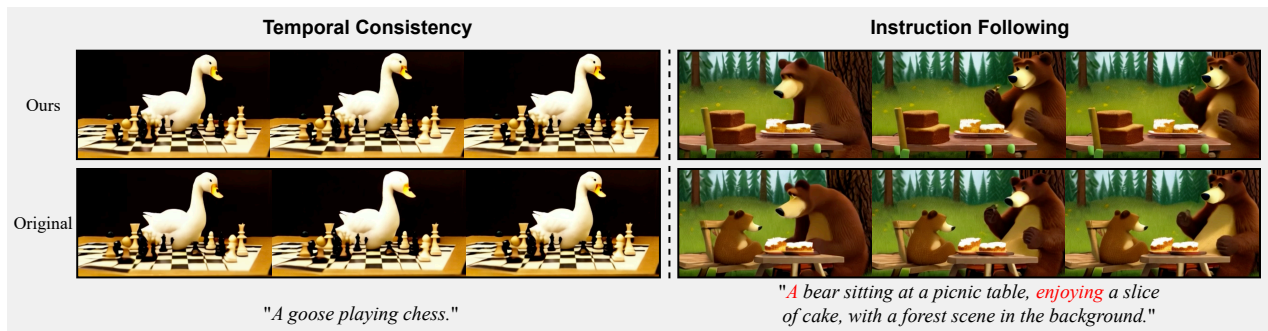 Temporal Consistency
Instruction Following
Ours
Original
"A goose playing chess."
"A bear sitting at a picnic table, enjoying a slice
of cake, with a forest scene in the background."